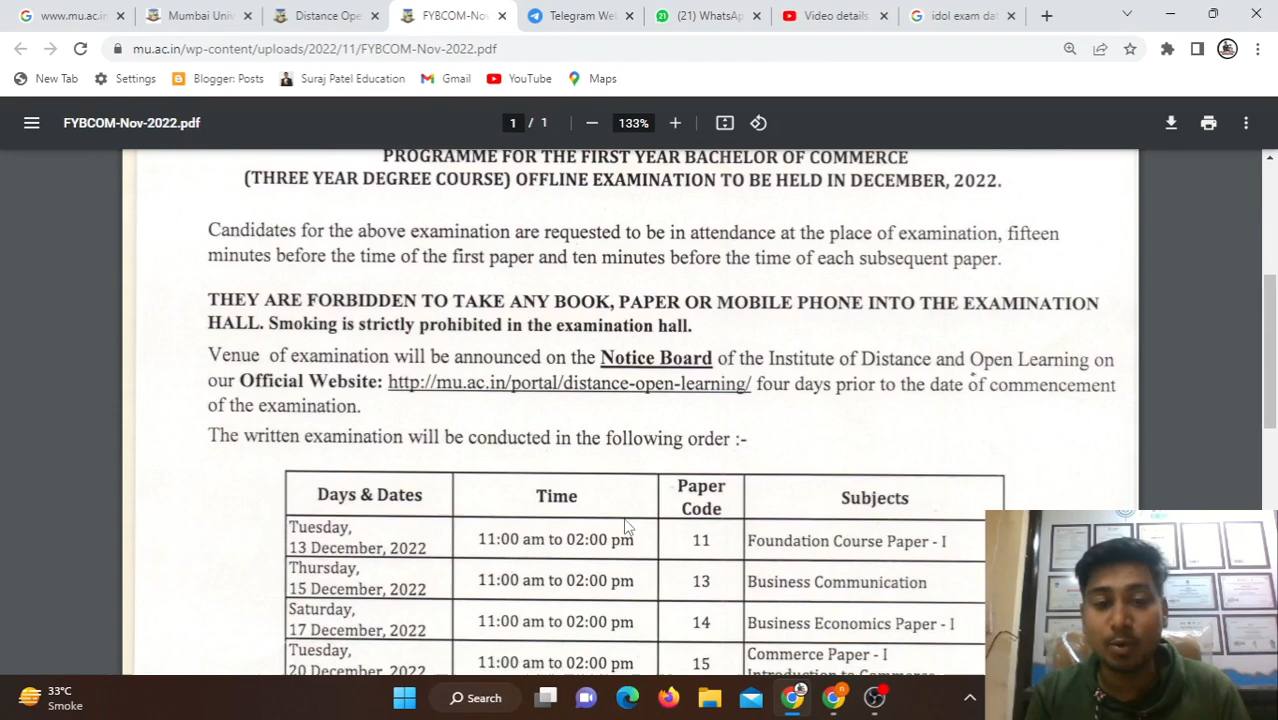 www.mu.ac.in
Mumbai Univ
Distance Ope
FYBCOM-Nov
Telegram We
(21) WhatsA
Video details
idol exam da
mu.ac.in/wp-content/uploads/2022/11/FYBCOM-Nov-2022.pdf
New Tab
Settings
Blogger: Posts
Suraj Patel Education
Gmail
YouTube
Maps
FYBCOM-Nov-2022.pdf
1 / 1
133%
PROGRAMME FOR THE FIRST YEAR BACHELOR OF COMMERCE
(THREE YEAR DEGREE COURSE) OFFLINE EXAMINATION TO BE HELD IN DECEMBER, 2022.
Candidates for the above examination are requested to be in attendance at the place of examination, fifteen
minutes before the time of the first paper and ten minutes before the time of each subsequent paper.
THEY ARE FORBIDDEN TO TAKE ANY BOOK, PAPER OR MOBILE PHONE INTO THE EXAMINATION
HALL. Smoking is strictly prohibited in the examination hall.
Venue of examination will be announced on the Notice Board of the Institute of Distance and Open Learning on
our Official Website: http://mu.ac.in/portal/distance-open-learning/ four days prior to the date of commencement
of the examination.
The written examination will be conducted in the following order :-
Days & Dates Time Paper Code Subjects
Tuesday,
13 December, 2022 11:00 am to 02:00 pm 11 Foundation Course Paper - I
Thursday,
15 December, 2022 11:00 am to 02:00 pm 13 Business Communication
Saturday,
17 December, 2022 11:00 am to 02:00 pm 14 Business Economics Paper - I
Tuesday,
20 December, 2022 11:00 am to 02:00 pm 15 Commerce Paper - I
Introduction to Commerce
33°C
Smoke
Search